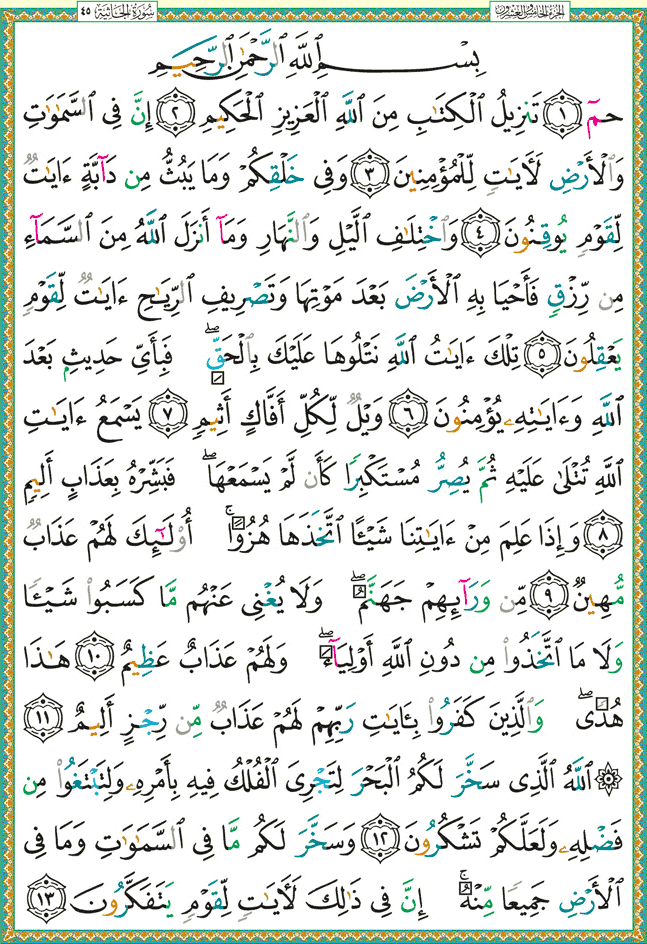 الجزء الخامس والعشرون
سُورَةُ الجَاثِيَةِ ٤٥
بِسْمِ ٱللَّهِ ٱلرَّحْمَٰنِ ٱلرَّحِيمِ
حمٓ ١ تَنزِيلُ ٱلْكِتَٰبِ مِنَ ٱللَّهِ ٱلْعَزِيزِ ٱلْحَكِيمِ ٢ إِنَّ فِى ٱلسَّمَٰوَٰتِ
وَٱلْأَرْضِ لَءَايَٰتٍ لِّلْمُؤْمِنِينَ ٣ وَفِى خَلْقِكُمْ وَمَا يَبُثُّ مِن دَآبَّةٍ ءَايَٰتٌ
لِّقَوْمٍ يُوقِنُونَ ٤ وَٱخْتِلَٰفِ ٱلَّيْلِ وَٱلنَّهَارِ وَمَآ أَنزَلَ ٱللَّهُ مِنَ ٱلسَّمَآءِ
مِن رِّزْقٍ فَأَحْيَا بِهِ ٱلْأَرْضَ بَعْدَ مَوْتِهَا وَتَصْرِيفِ ٱلرِّيَٰحِ ءَايَٰتٌ لِّقَوْمٍ
يَعْقِلُونَ ٥ تِلْكَ ءَايَٰتُ ٱللَّهِ نَتْلُوهَا عَلَيْكَ بِٱلْحَقِّ ۖ فَبِأَىِّ حَدِيثٍۭ بَعْدَ
ٱللَّهِ وَءَايَٰتِهِۦ يُؤْمِنُونَ ٦ وَيْلٌ لِّكُلِّ أَفَّاكٍ أَثِيمٍ ٧ يَسْمَعُ ءَايَٰتِ
ٱللَّهِ تُتْلَىٰ عَلَيْهِ ثُمَّ يُصِرُّ مُسْتَكْبِرًا كَأَن لَّمْ يَسْمَعْهَا ۖ فَبَشِّرْهُ بِعَذَابٍ أَلِيمٍ
٨ وَإِذَا عَلِمَ مِنْ ءَايَٰتِنَا شَيْـًٔا ٱتَّخَذَهَا هُزُوًا ۚ أُو۟لَٰٓئِكَ لَهُمْ عَذَابٌ
مُّهِينٌ ٩ مِّن وَرَآئِهِمْ جَهَنَّمُ ۖ وَلَا يُغْنِى عَنْهُم مَّا كَسَبُوا۟ شَيْـًٔا
وَلَا مَا ٱتَّخَذُوا۟ مِن دُونِ ٱللَّهِ أَوْلِيَآءَ ۖ وَلَهُمْ عَذَابٌ عَظِيمٌ ١٠ هَٰذَا
هُدًى ۖ وَٱلَّذِينَ كَفَرُوا۟ بِـَٔايَٰتِ رَبِّهِمْ لَهُمْ عَذَابٌ مِّن رِّجْزٍ أَلِيمٌ ١١
۞ ٱللَّهُ ٱلَّذِى سَخَّرَ لَكُمُ ٱلْبَحْرَ لِتَجْرِىَ ٱلْفُلْكُ فِيهِ بِأَمْرِهِۦ وَلِتَبْتَغُوا۟ مِن
فَضْلِهِۦ وَلَعَلَّكُمْ تَشْكُرُونَ ١٢ وَسَخَّرَ لَكُم مَّا فِى ٱلسَّمَٰوَٰتِ وَمَا فِى
ٱلْأَرْضِ جَمِيعًا مِّنْهُ ۚ إِنَّ فِى ذَٰلِكَ لَءَايَٰتٍ لِّقَوْمٍ يَتَفَكَّرُونَ ١٣